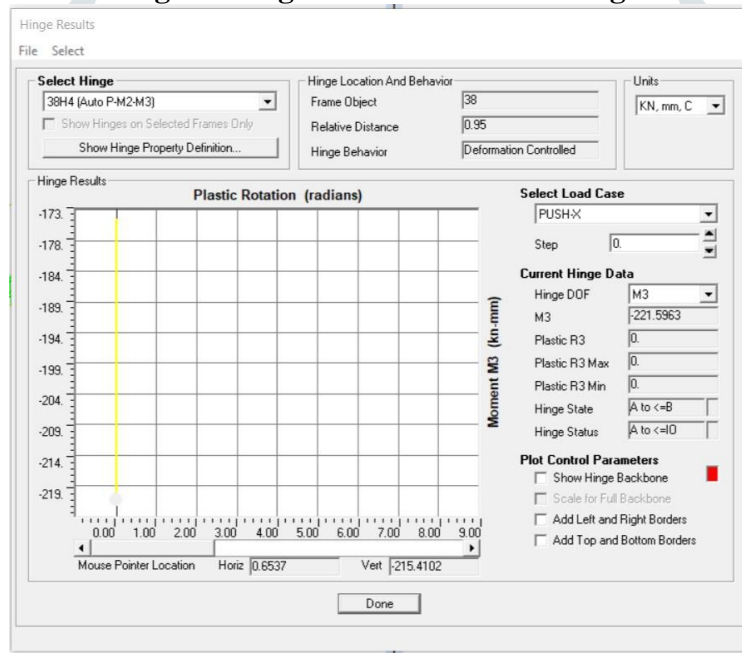 Hinge Results
File Select
Select Hinge
38H4 (Auto P-M2-M3)
Show Hinges on Selected Frames Only
Show Hinge Property Definition...
Hinge Location And Behavior
Frame Object 38
Relative Distance 0.95
Hinge Behavior Deformation Controlled
Units
KN, mm, C
Hinge Results
Plastic Rotation (radians)
-173.
-178.
-184.
-189.
-194.
-199.
-204.
-209.
-214.
-219.
0.00 1.00 2.00 3.00 4.00 5.00 6.00 7.00 8.00 9.00
Moment M3 (kn-mm)
Mouse Pointer Location Horiz 0.6537 Vert -215.4102
Select Load Case
PUSH-X
Step 0.
Current Hinge Data
Hinge DOF M3
M3 -221.5963
Plastic R3 0.
Plastic R3 Max 0.
Plastic R3 Min 0.
Hinge State A to <=B
Hinge Status A to <=IO
Plot Control Parameters
Show Hinge Backbone
Scale for Full Backbone
Add Left and Right Borders
Add Top and Bottom Borders
Done